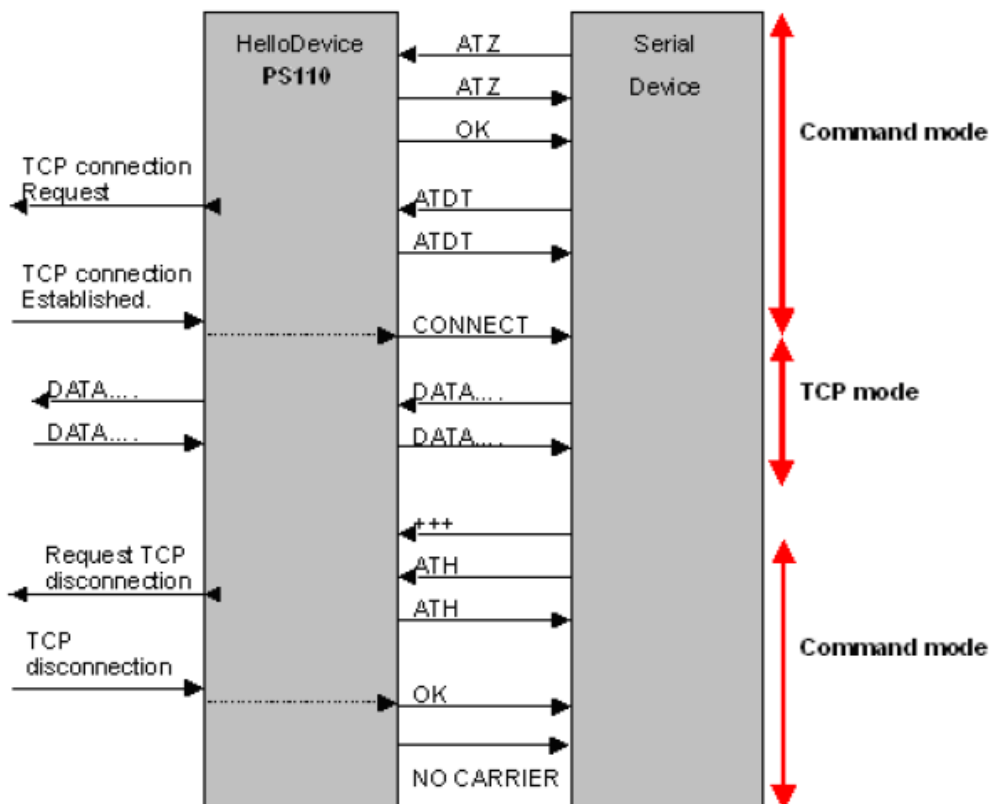 HelloDevice
PS110
Serial
Device
ATZ
ATZ
OK
Command mode
TCP connection
Request
ATDT
ATDT
TCP connection
Established.
CONNECT
DATA....
DATA....
TCP mode
DATA....
DATA....
+++
Request TCP
disconnection
ATH
ATH
Command mode
TCP
disconnection
OK
NO CARRIER